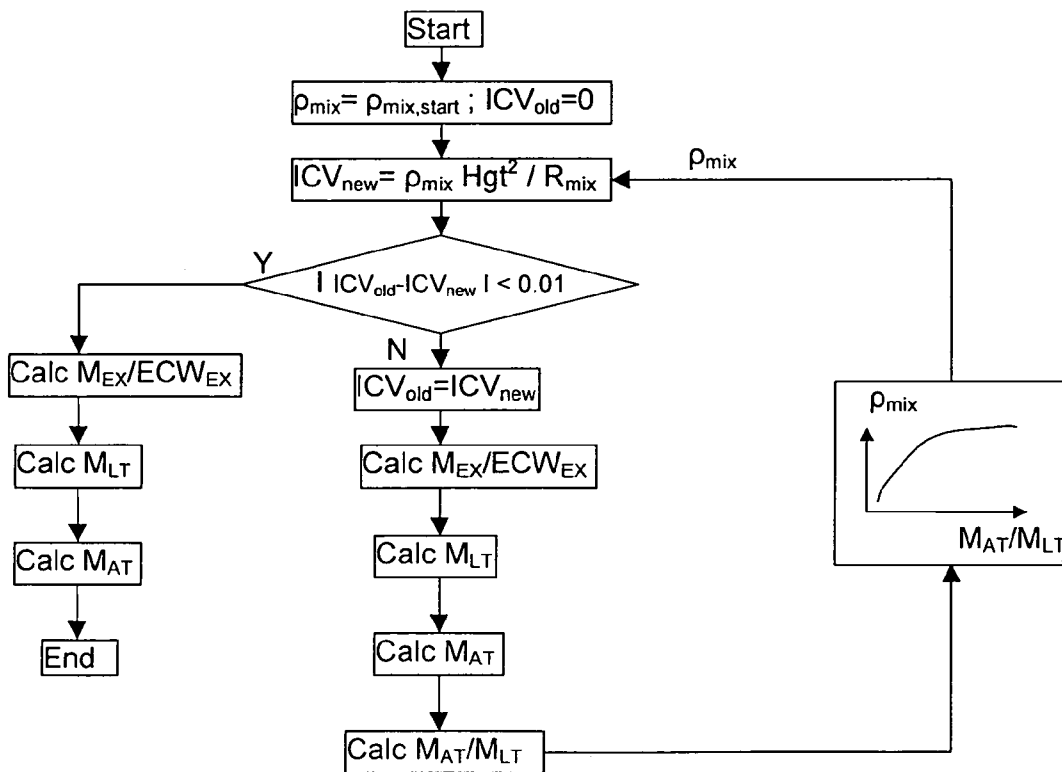 Start
ρmix= ρmix,start ; ICVold=0
ICVnew= ρmix Hgt² / Rmix
ρmix
Y
| ICVold-ICVnew | < 0.01
N
Calc MEX/ECWEX
ICVold=ICVnew
ρmix
Calc MLT
Calc MEX/ECWEX
MAT/MLT
Calc MAT
Calc MLT
End
Calc MAT
Calc MAT/MLT